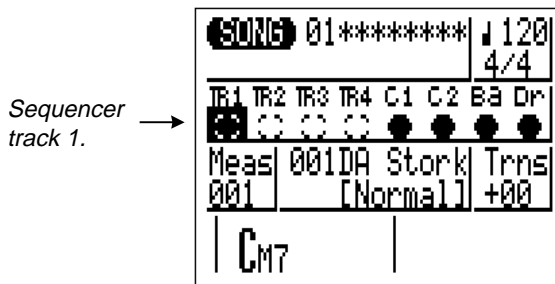 SONG 01******** ♩120
4/4
TR1 TR2 TR3 TR4 C1 C2 Ba Dr
Sequencer
track 1.
Meas 001DA Stork Trns
001 [Normal] +00
CM7